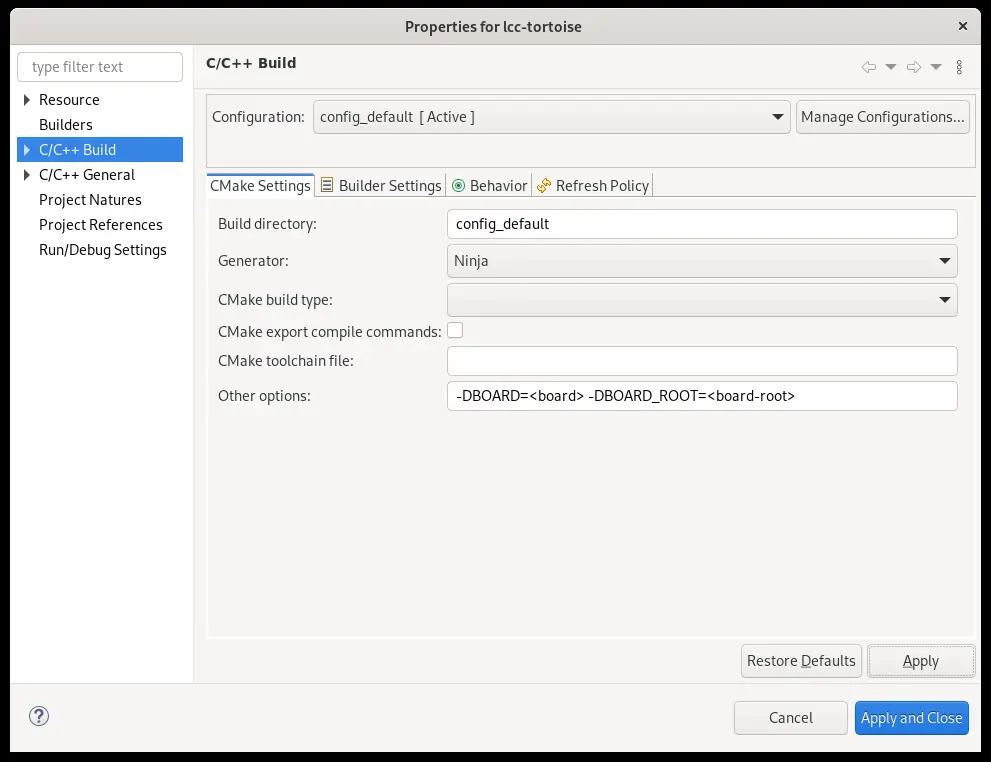 Properties for lcc-tortoise
type filter text
Resource
Builders
C/C++ Build
C/C++ General
Project Natures
Project References
Run/Debug Settings
C/C++ Build
Configuration: config_default [ Active ] Manage Configurations...
CMake Settings Builder Settings Behavior Refresh Policy
Build directory: config_default
Generator: Ninja
CMake build type:
CMake export compile commands:
CMake toolchain file:
Other options: -DBOARD=<board> -DBOARD_ROOT=<board-root>
Restore Defaults Apply
Cancel Apply and Close